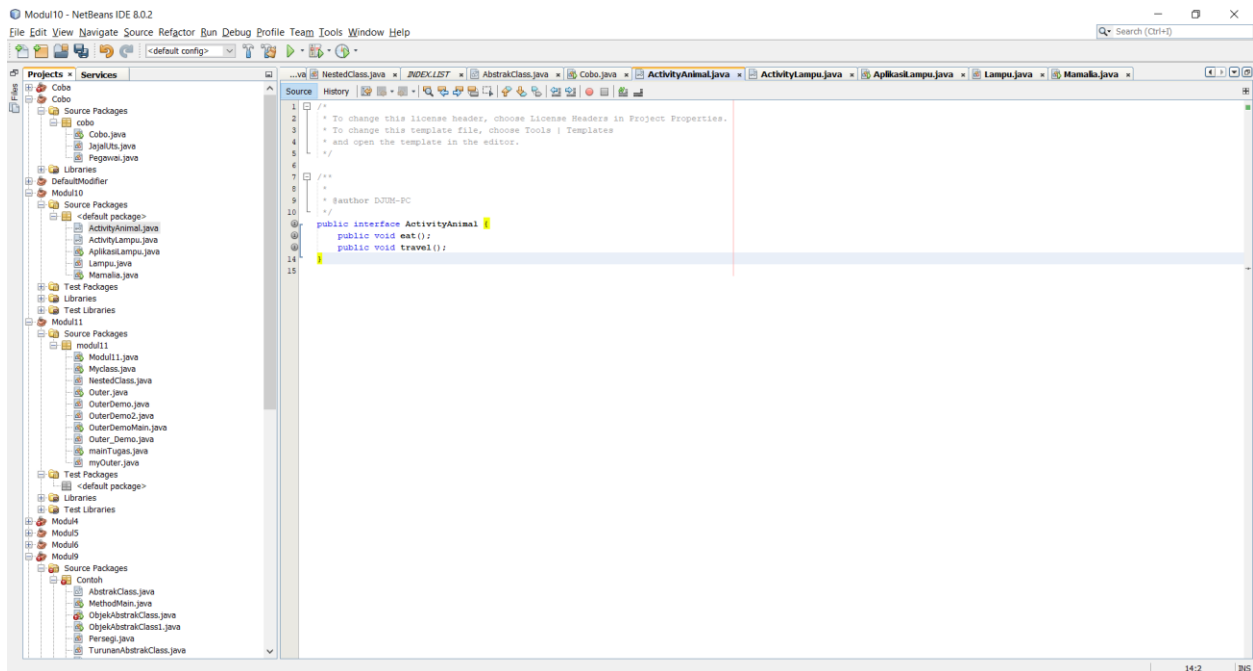 Modul10 - NetBeans IDE 8.0.2
File Edit View Navigate Source Refactor Run Debug Profile Team Tools Window Help
Search (Ctrl+I)
<default config>
Projects × Services
...va NestedClass.java × INDEX.LIST × AbstrakClass.java × Cobo.java × ActivityAnimal.java × ActivityLampu.java × AplikasiLampu.java × Lampu.java × Mamalia.java ×
Files
Source History
Coba
Cobo
Source Packages
cobo
Cobo.java
JajalUts.java
Pegawai.java
Libraries
DefaultModifier
Modul10
Source Packages
<default package>
ActivityAnimal.java
ActivityLampu.java
AplikasiLampu.java
Lampu.java
Mamalia.java
Test Packages
Libraries
Test Libraries
Modul11
Source Packages
modul11
Modul11.java
Myclass.java
NestedClass.java
Outer.java
OuterDemo.java
OuterDemo2.java
OuterDemoMain.java
Outer_Demo.java
mainTugas.java
myOuter.java
Test Packages
<default package>
Libraries
Test Libraries
Modul4
Modul5
Modul6
Modul9
Source Packages
Contoh
AbstrakClass.java
MethodMain.java
ObjekAbstrakClass.java
ObjekAbstrakClass1.java
Persegi.java
TurunanAbstrakClass.java
1 /*
2 * To change this license header, choose License Headers in Project Properties.
3 * To change this template file, choose Tools | Templates
4 * and open the template in the editor.
5 */
6
7 /**
8 *
9 * @author DJUM-PC
10 */
public interface ActivityAnimal {
public void eat();
public void travel();
14 }
15
14:2 INS